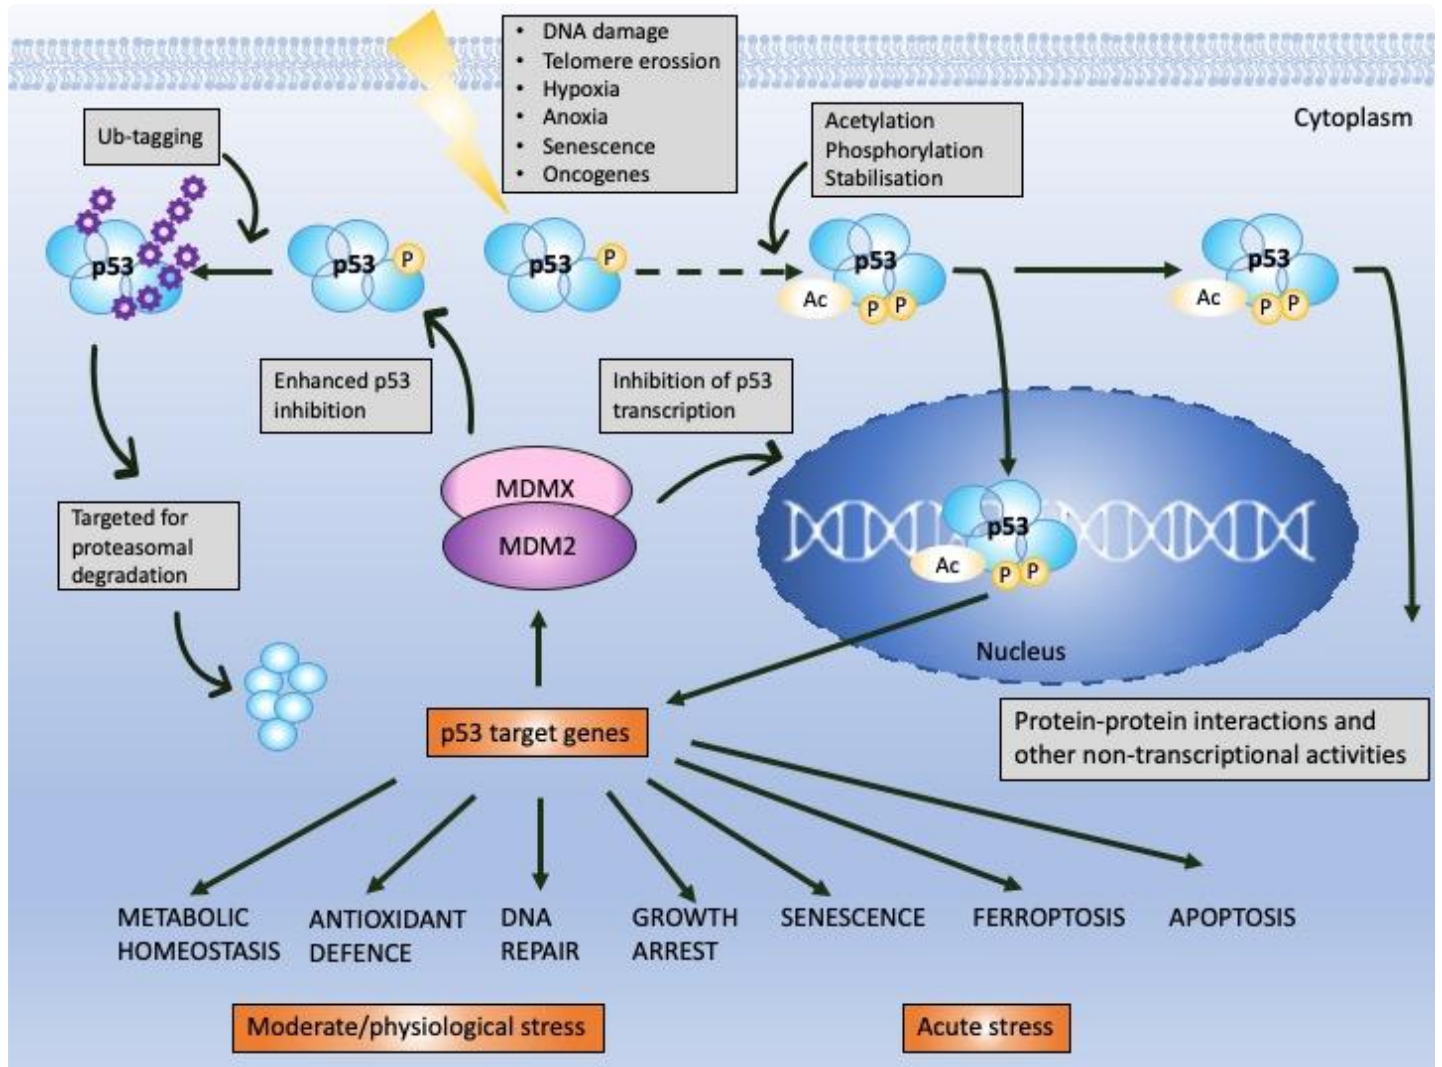 • DNA damage
• Telomere erossion
• Hypoxia
• Anoxia
• Senescence
• Oncogenes
Cytoplasm
Ub-tagging
Acetylation
Phosphorylation
Stabilisation
p53
p53
P
p53
P
p53
Ac
P
P
p53
Ac
P
P
Enhanced p53
inhibition
Inhibition of p53
transcription
MDMX
MDM2
Targeted for
proteasomal
degradation
p53
Ac
P
P
Nucleus
p53 target genes
Protein-protein interactions and
other non-transcriptional activities
METABOLIC
HOMEOSTASIS
ANTIOXIDANT
DEFENCE
DNA
REPAIR
GROWTH
ARREST
SENESCENCE
FERROPTOSIS
APOPTOSIS
Moderate/physiological stress
Acute stress